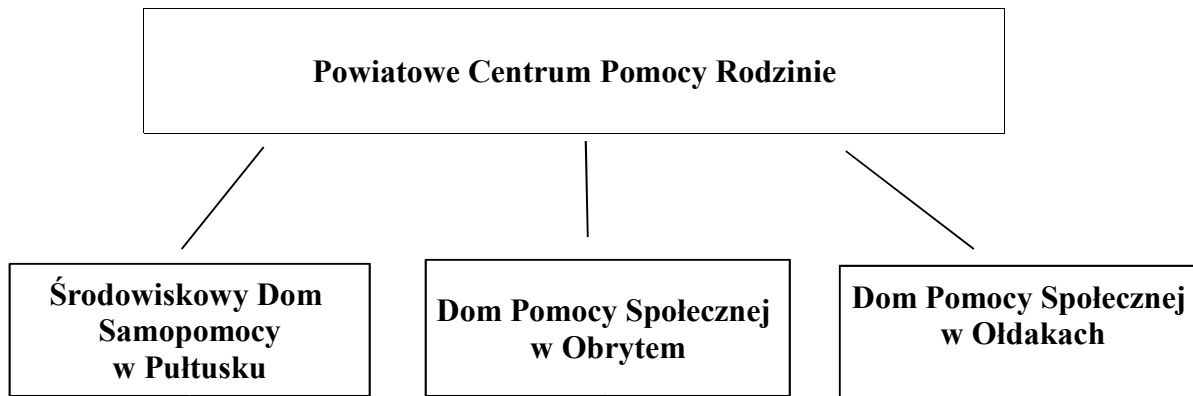 Powiatowe Centrum Pomocy Rodzinie
Środowiskowy Dom
Samopomocy
w Pułtusku
Dom Pomocy Społecznej
w Obrytem
Dom Pomocy Społecznej
w Ołdakach